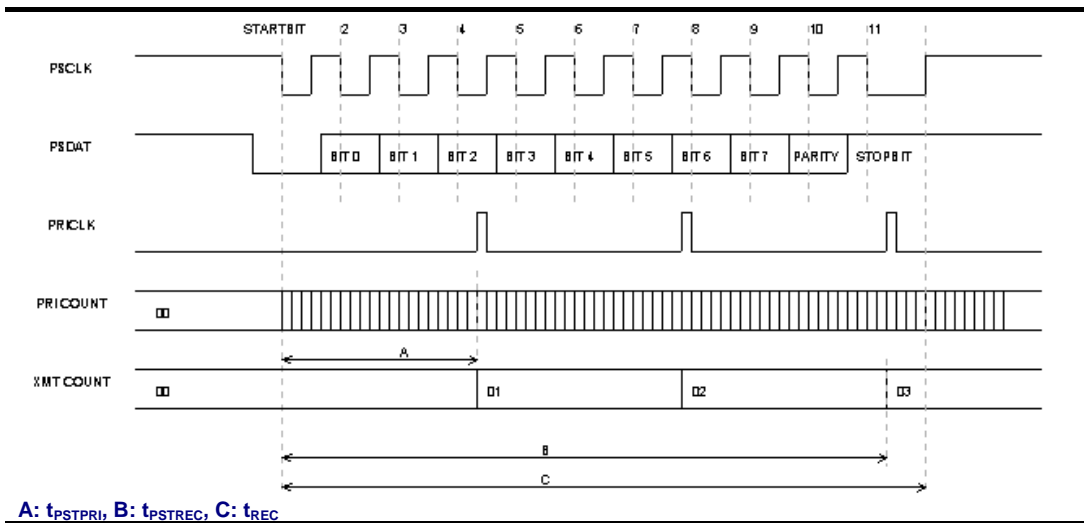 STARTBIT 2 3 4 5 6 7 8 9 10 11
PSCLK
PSDAT BIT 0 BIT 1 BIT 2 BIT 3 BIT 4 BIT 5 BIT 6 BIT 7 PARITY STOPBIT
PRICLK
PRICOUNT 00
A
XMTCOUNT 00 01 02 03
B
C
A: tPSTPRI, B: tPSTREC, C: tREC